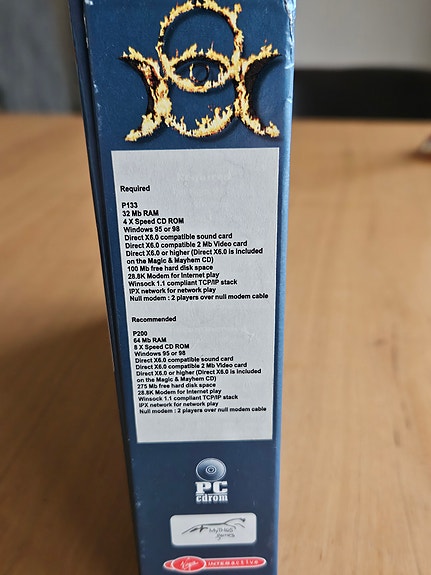 Required
P133
32 Mb RAM
4 X Speed CD ROM
Windows 95 or 98
Direct X6.0 compatible sound card
Direct X6.0 compatible 2 Mb Video card
Direct X6.0 or higher (Direct X6.0 is included
on the Magic & Mayhem CD)
100 Mb free hard disk space
28.8K Modem for Internet play
Winsock 1.1 compliant TCP/IP stack
IPX network for network play
Null modem : 2 players over null modem cable
Recommended
P200
64 Mb RAM
8 X Speed CD ROM
Windows 95 or 98
Direct X6.0 compatible sound card
Direct X6.0 compatible 2 Mb Video card
Direct X6.0 or higher (Direct X6.0 is included
on the Magic & Mayhem CD)
275 Mb free hard disk space
28.8K Modem for Internet play
Winsock 1.1 compliant TCP/IP stack
IPX network for network play
Null modem : 2 players over null modem cable
PC
cdrom
Mythos
games
Virgin INTERACTIVE